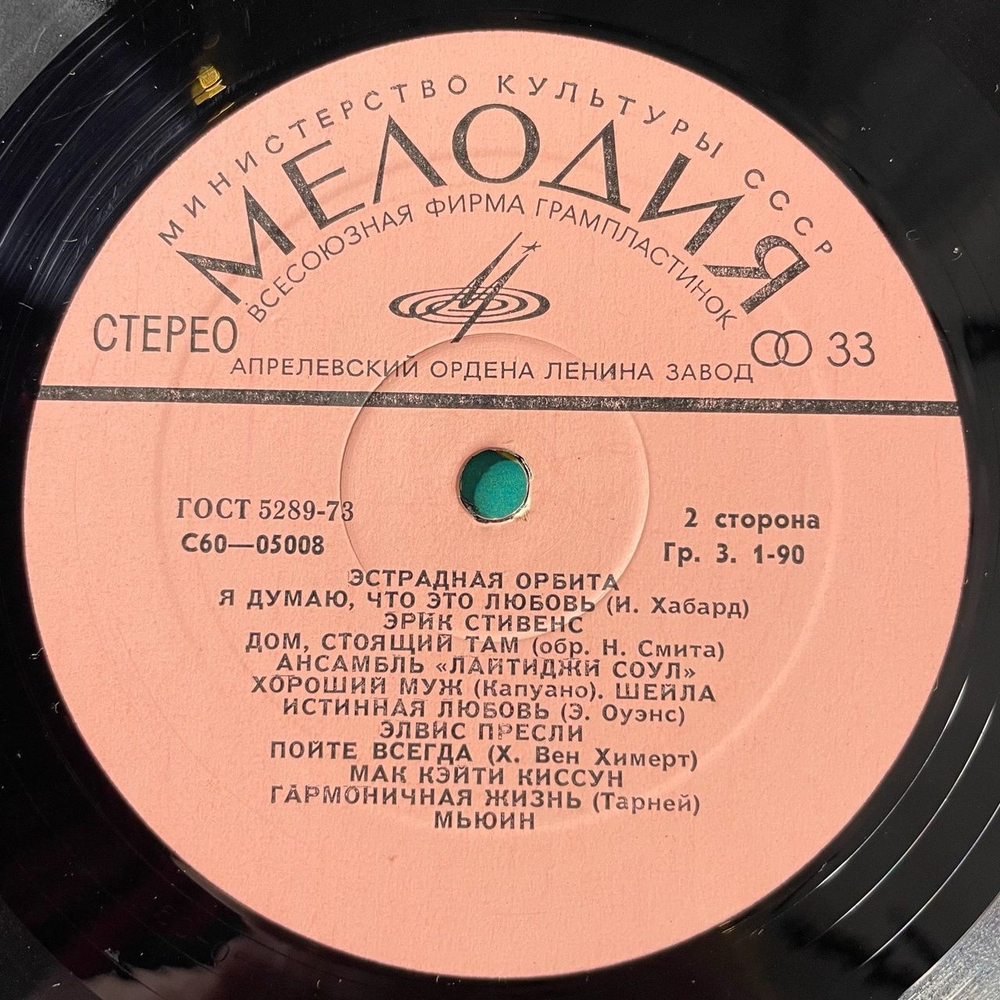 МИНИСТЕРСТВО КУЛЬТУРЫ СССР
МЕЛОДИЯ
ВСЕСОЮЗНАЯ ФИРМА ГРАМПЛАСТИНОК
СТЕРЕО
33
АПРЕЛЕВСКИЙ ОРДЕНА ЛЕНИНА ЗАВОД
ГОСТ 5289-73
2 сторона
С60—05008
Гр. 3. 1-90
ЭСТРАДНАЯ ОРБИТА
Я ДУМАЮ, ЧТО ЭТО ЛЮБОВЬ (И. Хабард)
ЭРИК СТИВЕНС
ДОМ, СТОЯЩИЙ ТАМ (обр. Н. Смита)
АНСАМБЛЬ «ЛАЙТИДЖИ СОУЛ»
ХОРОШИЙ МУЖ (Капуано). ШЕЙЛА
ИСТИННАЯ ЛЮБОВЬ (Э. Оуэнс)
ЭЛВИС ПРЕСЛИ
ПОЙТЕ ВСЕГДА (Х. Вен Химерт)
МАК КЭЙТИ КИССУН
ГАРМОНИЧНАЯ ЖИЗНЬ (Тарней)
МЬЮИН